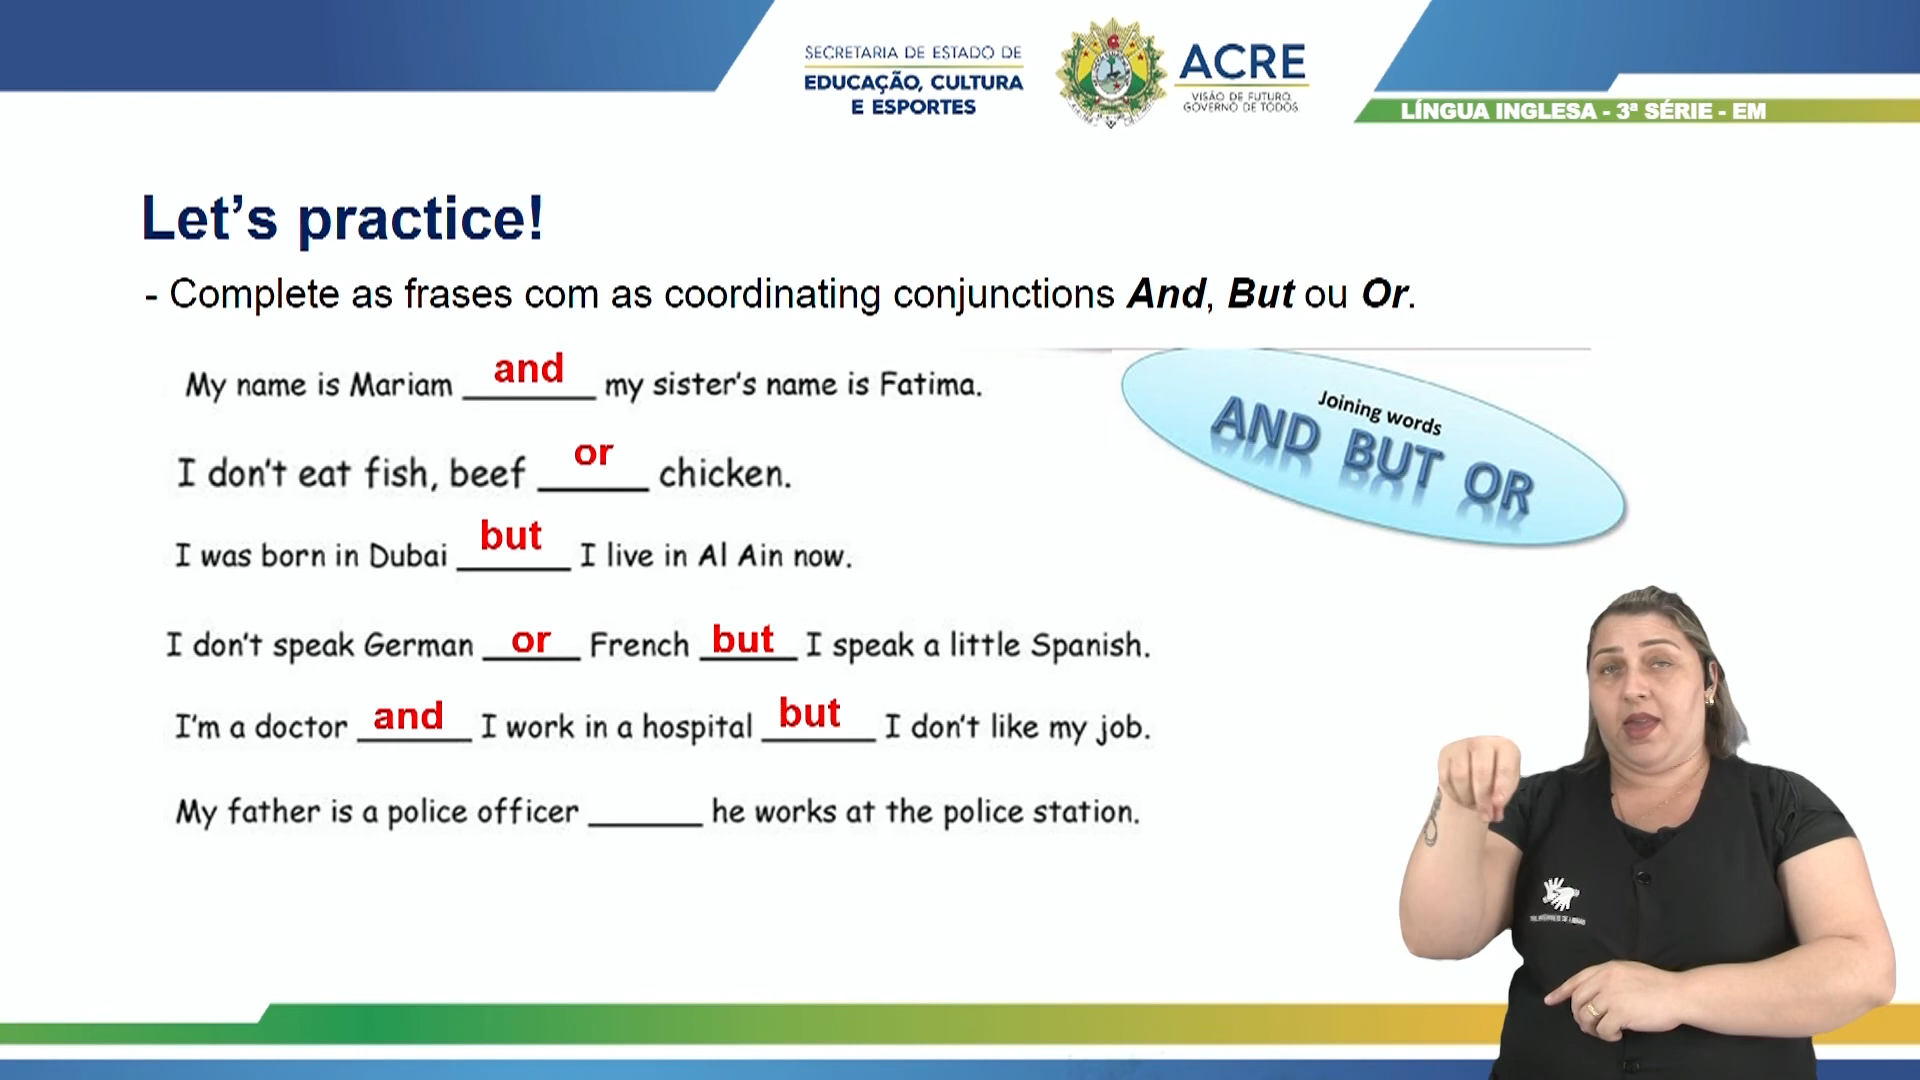 SECRETARIA DE ESTADO DE
EDUCAÇÃO, CULTURA
E ESPORTES
ACRE
VISÃO DE FUTURO,
GOVERNO DE TODOS
LÍNGUA INGLESA - 3ª SÉRIE - EM
Let's practice!
- Complete as frases com as coordinating conjunctions And, But ou Or.
My name is Mariam and my sister's name is Fatima.
I don't eat fish, beef or chicken.
I was born in Dubai but I live in Al Ain now.
I don't speak German or French but I speak a little Spanish.
I'm a doctor and I work in a hospital but I don't like my job.
My father is a police officer ______ he works at the police station.
Joining words
AND BUT OR